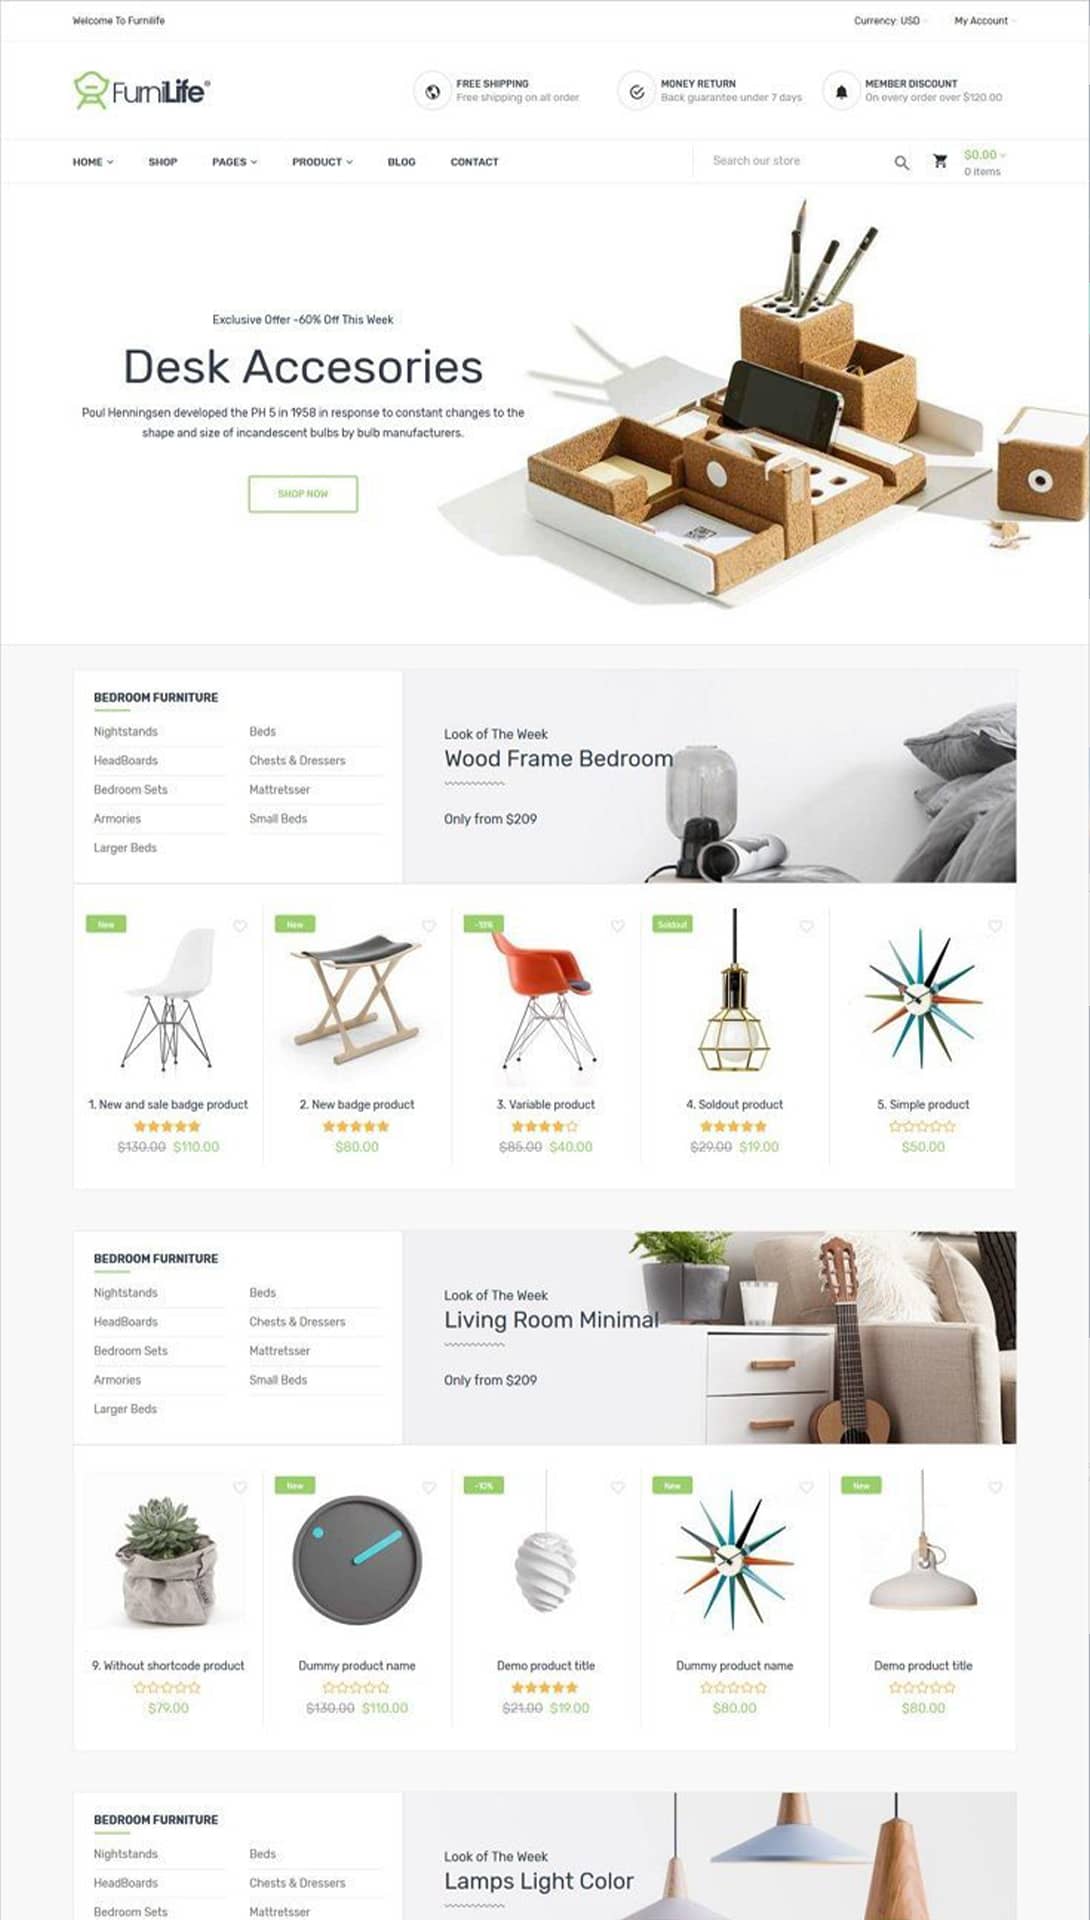 Welcome To Furnilife
Currency: USD
My Account
FurniLife®
FREE SHIPPING
Free shipping on all order
MONEY RETURN
Back guarantee under 7 days
MEMBER DISCOUNT
On every order over $120.00
HOME
SHOP
PAGES
PRODUCT
BLOG
CONTACT
Search our store
$0.00
0 items
Exclusive Offer -60% Off This Week
Desk Accesories
Poul Henningsen developed the PH 5 in 1958 in response to constant changes to the
shape and size of incandescent bulbs by bulb manufacturers.
SHOP NOW
BEDROOM FURNITURE
Nightstands
Beds
HeadBoards
Chests & Dressers
Bedroom Sets
Mattretsser
Armories
Small Beds
Larger Beds
Look of The Week
Wood Frame Bedroom
Only from $209
New
New
Soldout
1. New and sale badge product
$130.00 $110.00
2. New badge product
$80.00
3. Variable product
$85.00 $40.00
4. Soldout product
$29.00 $19.00
5. Simple product
$50.00
BEDROOM FURNITURE
Nightstands
Beds
HeadBoards
Chests & Dressers
Bedroom Sets
Mattretsser
Armories
Small Beds
Larger Beds
Look of The Week
Living Room Minimal
Only from $209
New
-10%
New
New
9. Without shortcode product
$79.00
Dummy product name
$130.00 $110.00
Demo product title
$21.00 $19.00
Dummy product name
$80.00
Demo product title
$80.00
BEDROOM FURNITURE
Nightstands
Beds
HeadBoards
Chests & Dressers
Bedroom Sets
Mattretsser
Look of The Week
Lamps Light Color